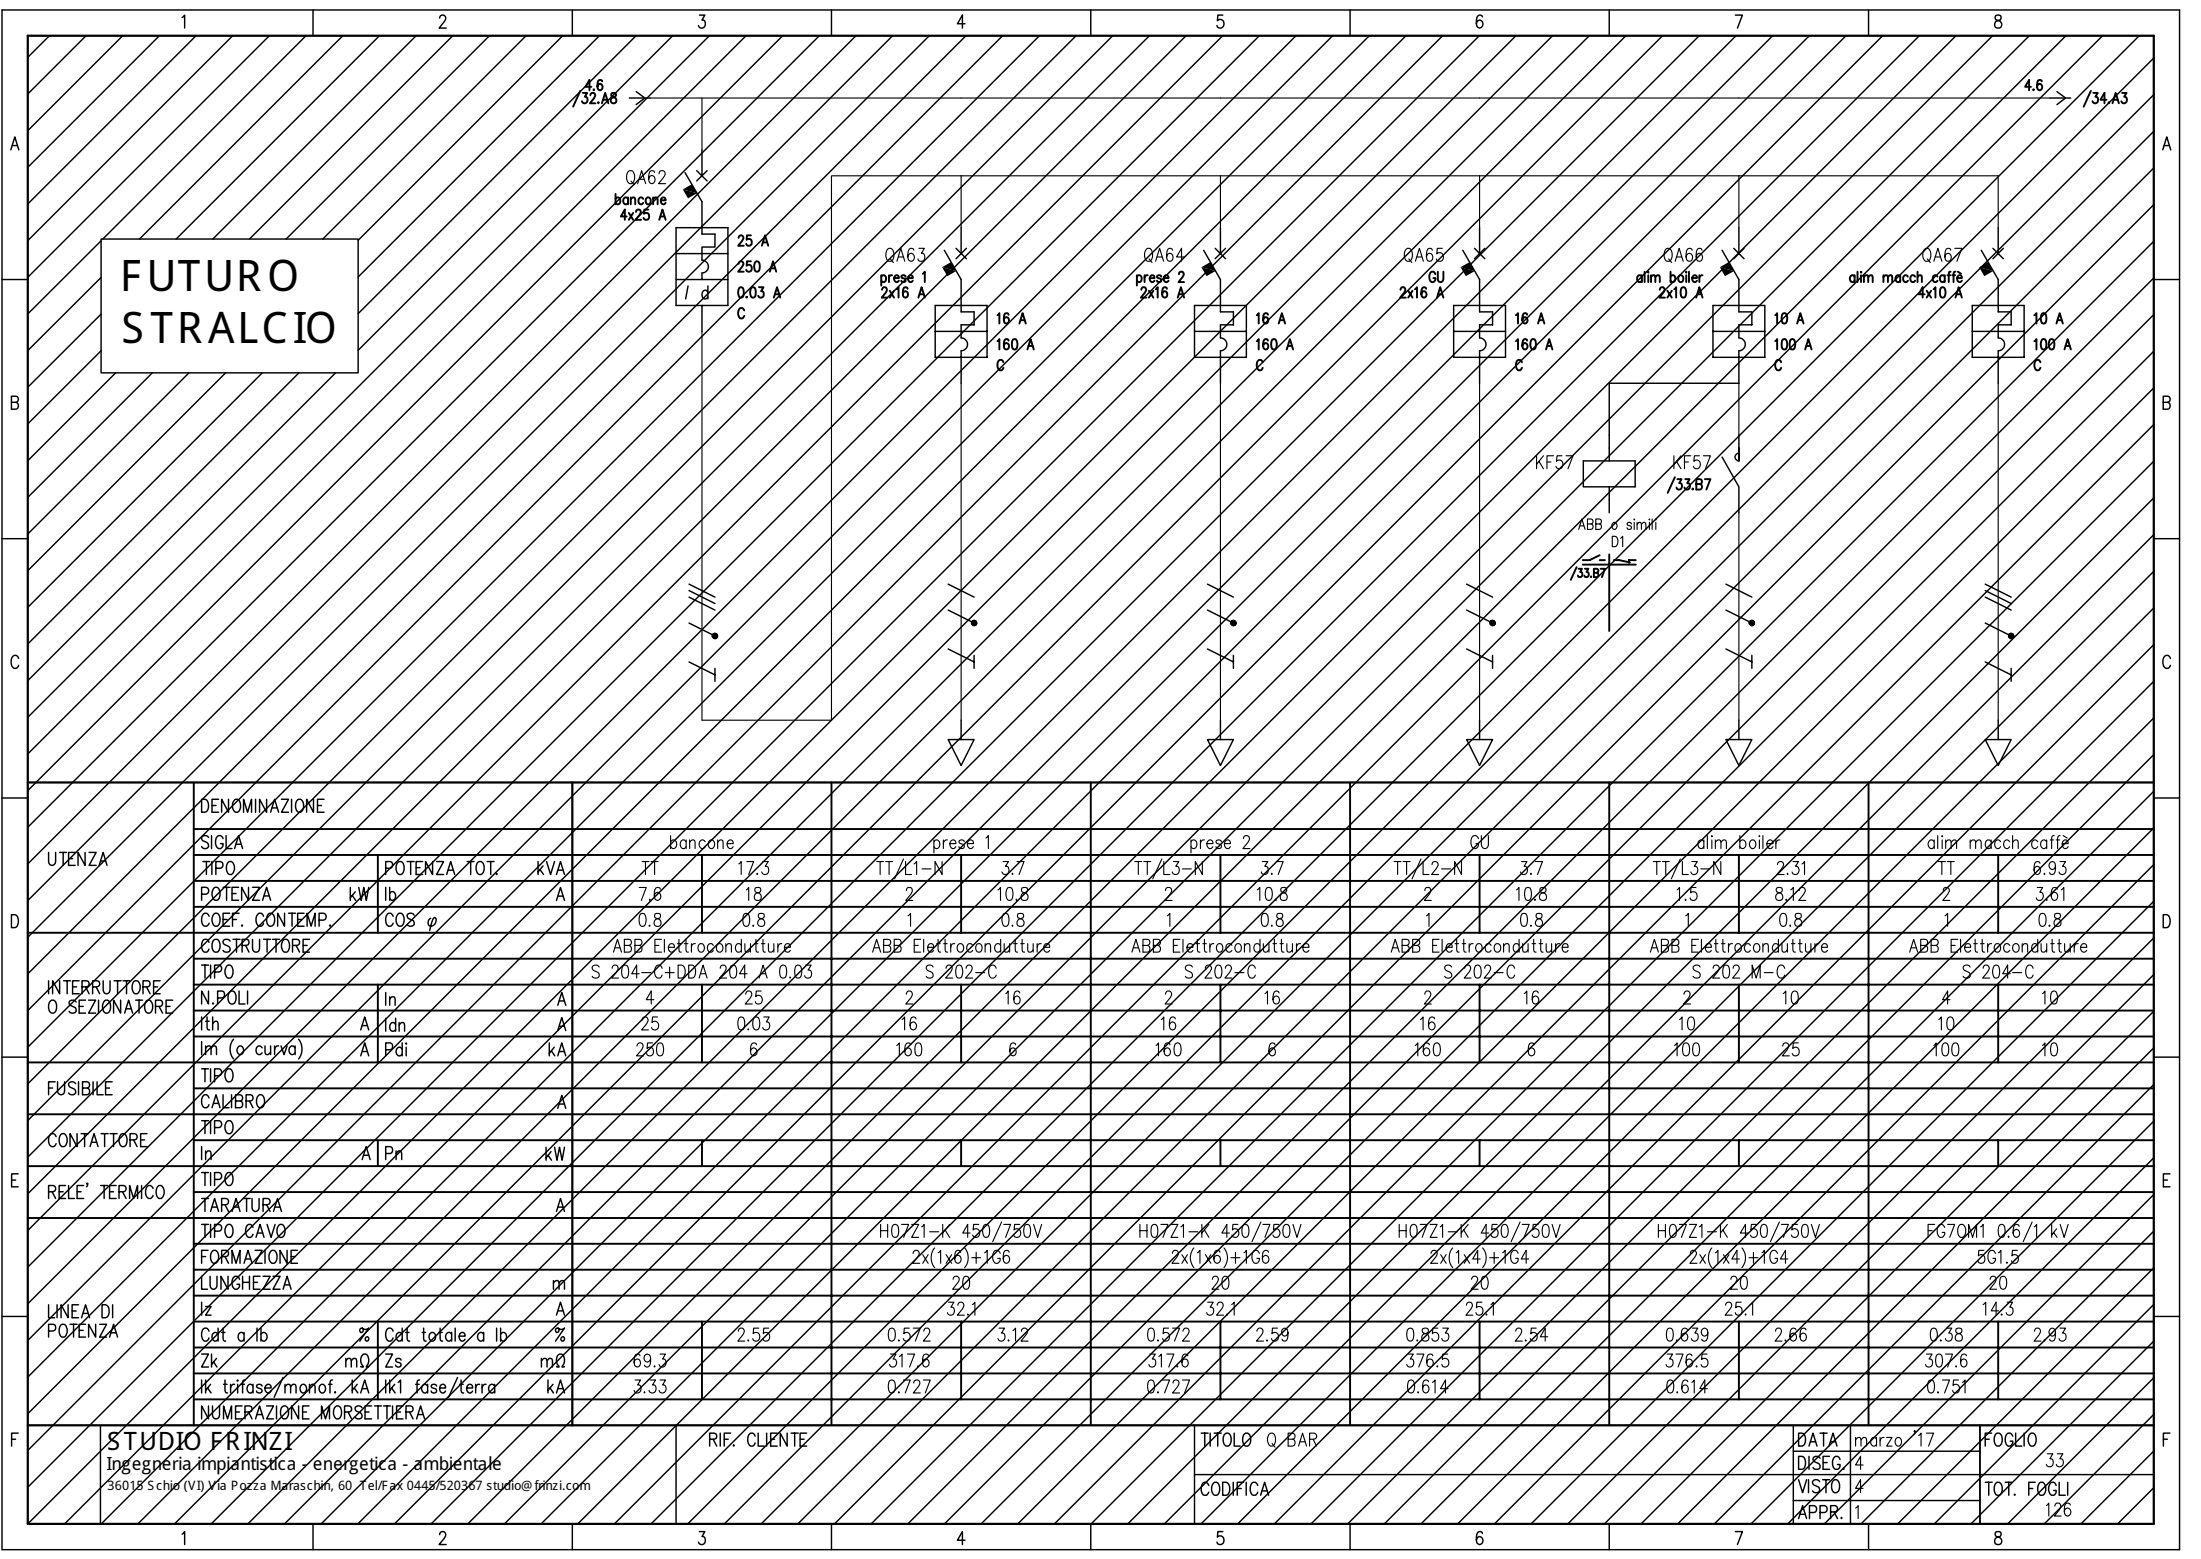 1 2 3 4 5 6 7 8
4.6
/32.A8
4.6
/34.A3
A A
QA62
bancone
4x25 A
25 A
250 A
I d 0.03 A
C
FUTURO
STRALCIO
QA63
prese 1
2x16 A
16 A
160 A
C
QA64
prese 2
2x16 A
16 A
160 A
C
QA65
GU
2x16 A
16 A
160 A
C
QA66
alim boiler
2x10 A
10 A
100 A
C
QA67
alim macch caffè
4x10 A
10 A
100 A
C
B B
KF57
KF57
/33.B7
ABB o simili
D1
/33.B7
C C
UTENZA
DENOMINAZIONE
SIGLA bancone prese 1 prese 2 GU alim boiler alim macch caffè
TIPO POTENZA TOT. kVA TT 17.3 TT/L1-N 3.7 TT/L3-N 3.7 TT/L2-N 3.7 TT/L3-N 2.31 TT 6.93
POTENZA kW Ib A 7.6 18 2 10.8 2 10.8 2 10.8 1.5 8.12 2 3.61
COEF. CONTEMP. COS φ 0.8 0.8 1 0.8 1 0.8 1 0.8 1 0.8 1 0.8
D D
INTERRUTTORE
O SEZIONATORE
COSTRUTTORE ABB Elettrocondutture ABB Elettrocondutture ABB Elettrocondutture ABB Elettrocondutture ABB Elettrocondutture ABB Elettrocondutture
TIPO S 204-C+DDA 204 A 0.03 S 202-C S 202-C S 202-C S 202 M-C S 204-C
N.POLI In A 4 25 2 16 2 16 2 16 2 10 4 10
Ith A Idn A 25 0.03 16 16 16 10 10
Im (o curva) A Pdi kA 250 6 160 6 160 6 160 6 100 25 100 10
FUSIBILE
TIPO
CALIBRO A
CONTATTORE
TIPO
In A Pn kW
E E
RELE' TERMICO
TIPO
TARATURA A
LINEA DI
POTENZA
TIPO CAVO H07Z1-K 450/750V H07Z1-K 450/750V H07Z1-K 450/750V H07Z1-K 450/750V FG7OM1 0.6/1 kV
FORMAZIONE 2x(1x6)+1G6 2x(1x6)+1G6 2x(1x4)+1G4 2x(1x4)+1G4 5G1.5
LUNGHEZZA m 20 20 20 20 20
Iz A 32.1 32.1 25.1 25.1 14.3
Cdt a Ib % Cdt totale a Ib % 2.55 0.572 3.12 0.572 2.59 0.853 2.54 0.639 2.66 0.38 2.93
Zk mΩ Zs mΩ 69.3 317.6 317.6 376.5 376.5 307.6
Ik trifase/monof. kA Ik1 fase/terra kA 3.33 0.727 0.727 0.614 0.614 0.751
NUMERAZIONE MORSETTIERA
F F
STUDIO FRINZI
Ingegneria impiantistica - energetica - ambientale
36015 Schio (VI) Via Pozza Maraschin, 60 Tel/Fax 0445/520367 studio@frinzi.com
RIF. CLIENTE
TITOLO Q BAR
CODIFICA
DATA marzo '17
DISEG. 4
VISTO 4
APPR. 1
FOGLIO
33
TOT. FOGLI
126
1 2 3 4 5 6 7 8